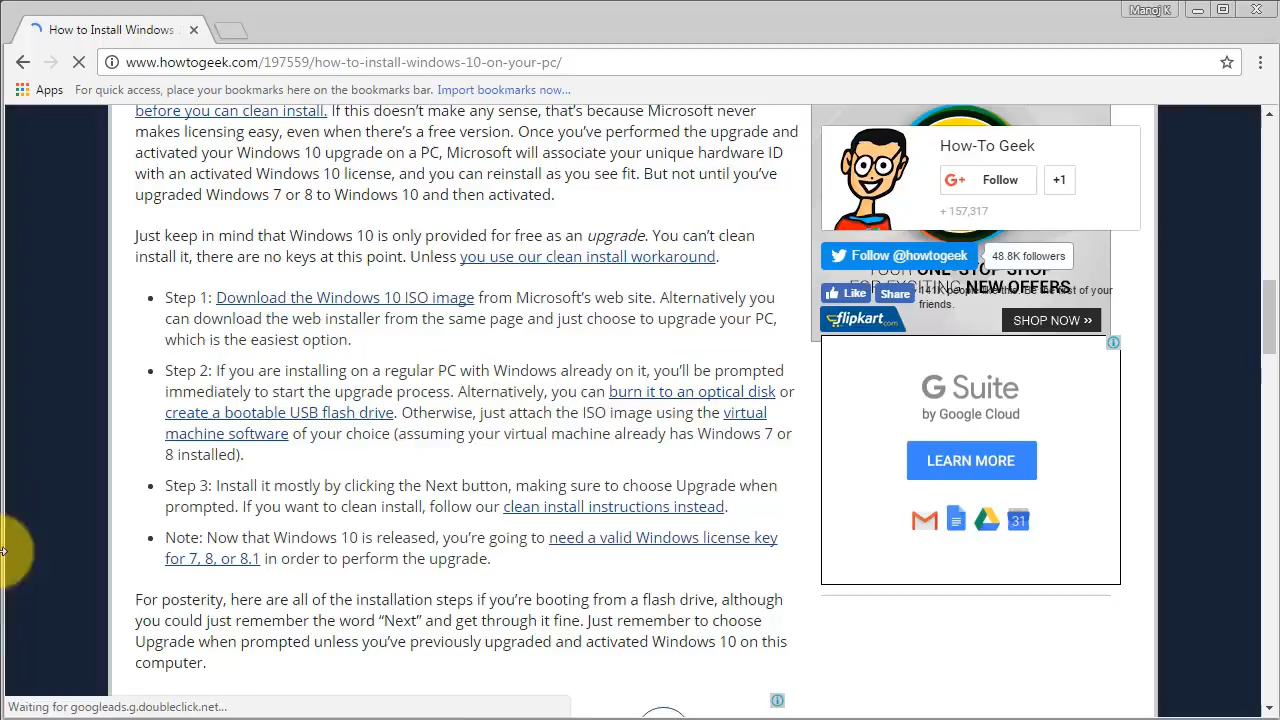 Manoj K
How to Install Windows
www.howtogeek.com/197559/how-to-install-windows-10-on-your-pc/
Apps For quick access, place your bookmarks here on the bookmarks bar. Import bookmarks now...
before you can clean install. If this doesn't make any sense, that's because Microsoft never
makes licensing easy, even when there's a free version. Once you've performed the upgrade and
activated your Windows 10 upgrade on a PC, Microsoft will associate your unique hardware ID
with an activated Windows 10 license, and you can reinstall as you see fit. But not until you've
upgraded Windows 7 or 8 to Windows 10 and then activated.
Just keep in mind that Windows 10 is only provided for free as an upgrade. You can't clean
install it, there are no keys at this point. Unless you use our clean install workaround.
• Step 1: Download the Windows 10 ISO image from Microsoft's web site. Alternatively you
can download the web installer from the same page and just choose to upgrade your PC,
which is the easiest option.
• Step 2: If you are installing on a regular PC with Windows already on it, you'll be prompted
immediately to start the upgrade process. Alternatively, you can burn it to an optical disk or
create a bootable USB flash drive. Otherwise, just attach the ISO image using the virtual
machine software of your choice (assuming your virtual machine already has Windows 7 or
8 installed).
• Step 3: Install it mostly by clicking the Next button, making sure to choose Upgrade when
prompted. If you want to clean install, follow our clean install instructions instead.
• Note: Now that Windows 10 is released, you're going to need a valid Windows license key
for 7, 8, or 8.1 in order to perform the upgrade.
For posterity, here are all of the installation steps if you're booting from a flash drive, although
you could just remember the word "Next" and get through it fine. Just remember to choose
Upgrade when prompted unless you've previously upgraded and activated Windows 10 on this
computer.
How-To Geek
G+ Follow +1
+ 157,317
Follow @howtogeek 48.8K followers
YOUR ONE-STOP SHOP
FOR EXCITING NEW OFFERS
Like Share people like this. Be the first of your
friends.
flipkart.com SHOP NOW »
G Suite
by Google Cloud
LEARN MORE
31
Waiting for googleads.g.doubleclick.net...